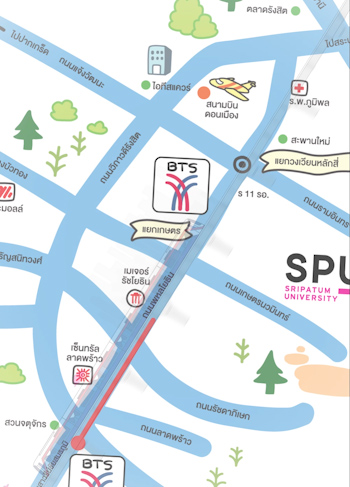 ตลาดรังสิต
ไปปากเกร็ด
ถนนแจ้งวัฒนะ
ไอทีสแควร์
สนามบิน
ดอนเมือง
ร.พ.ภูมิพล
ถนนวิภาวดีรังสิต
สะพานใหม่
แยกวงเวียนหลักสี่
BTS
ร 11 รอ.
ถนนรามอินทรา
แยกเกษตร
เมเจอร์
รัชโยธิน
ถนนพหลโยธิน
ถนนเกษตรนวมินทร์
SPU
SRIPATUM
UNIVERSITY
เซ็นทรัล
ลาดพร้าว
ถนนรัชดาภิเษก
สวนจตุจักร
ถนนลาดพร้าว
BTS